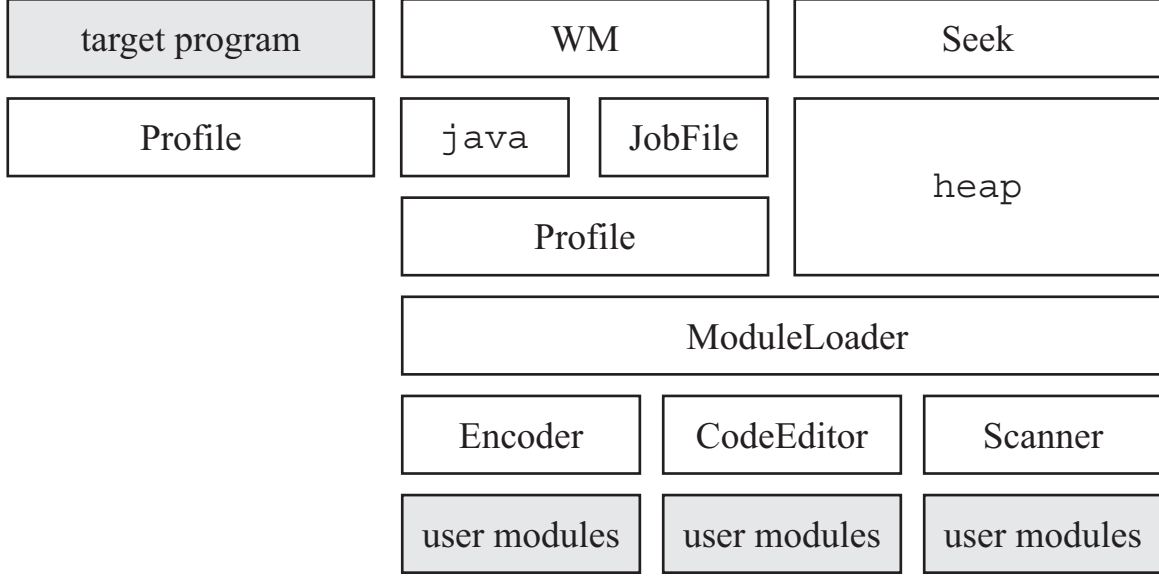 target program
WM
Seek
Profile
java
JobFile
heap
Profile
ModuleLoader
Encoder
CodeEditor
Scanner
user modules
user modules
user modules